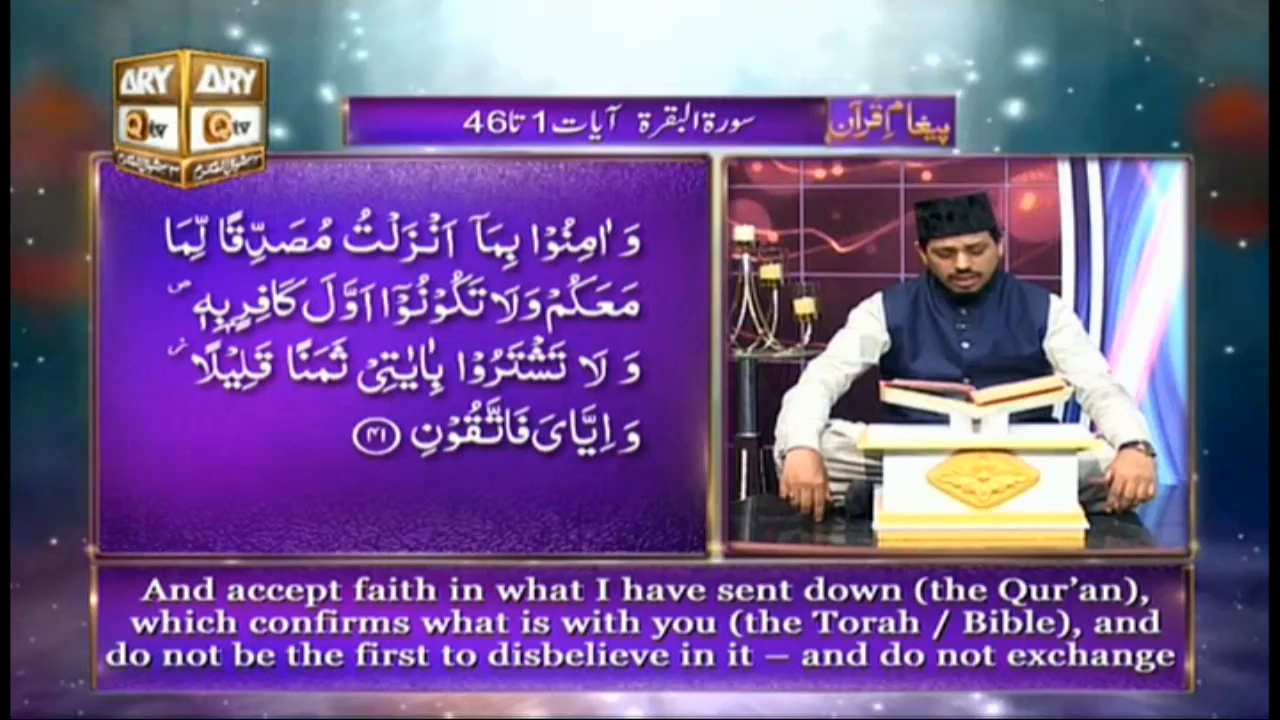 ARY ARY
Qtv Qtv
سورۃ البقرۃ آیات 1 تا 46
پیغامِ قرآن
وَاٰمِنُوْا بِمَاۤ اَنْزَلْتُ مُصَدِّقًا لِّمَا
مَعَكُمْ وَلَا تَكُوْنُوْۤا اَوَّلَ كَافِرٍۭ بِهٖ ۪
وَلَا تَشْتَرُوْا بِاٰيٰتِيْ ثَمَنًا قَلِيْلًا ؗ
وَاِيَّايَ فَاتَّقُوْنِ ﴿۴۱﴾
And accept faith in what I have sent down (the Qur’an),
which confirms what is with you (the Torah / Bible), and
do not be the first to disbelieve in it – and do not exchange